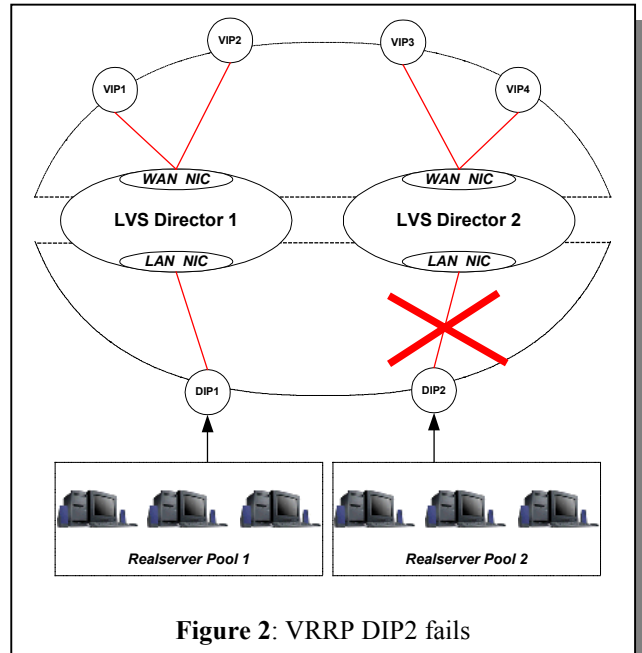 VIP2
VIP3
VIP1
VIP4
WAN NIC
WAN NIC
LVS Director 1
LVS Director 2
LAN NIC
LAN NIC
DIP1
DIP2
Realserver Pool 1
Realserver Pool 2
Figure 2: VRRP DIP2 fails